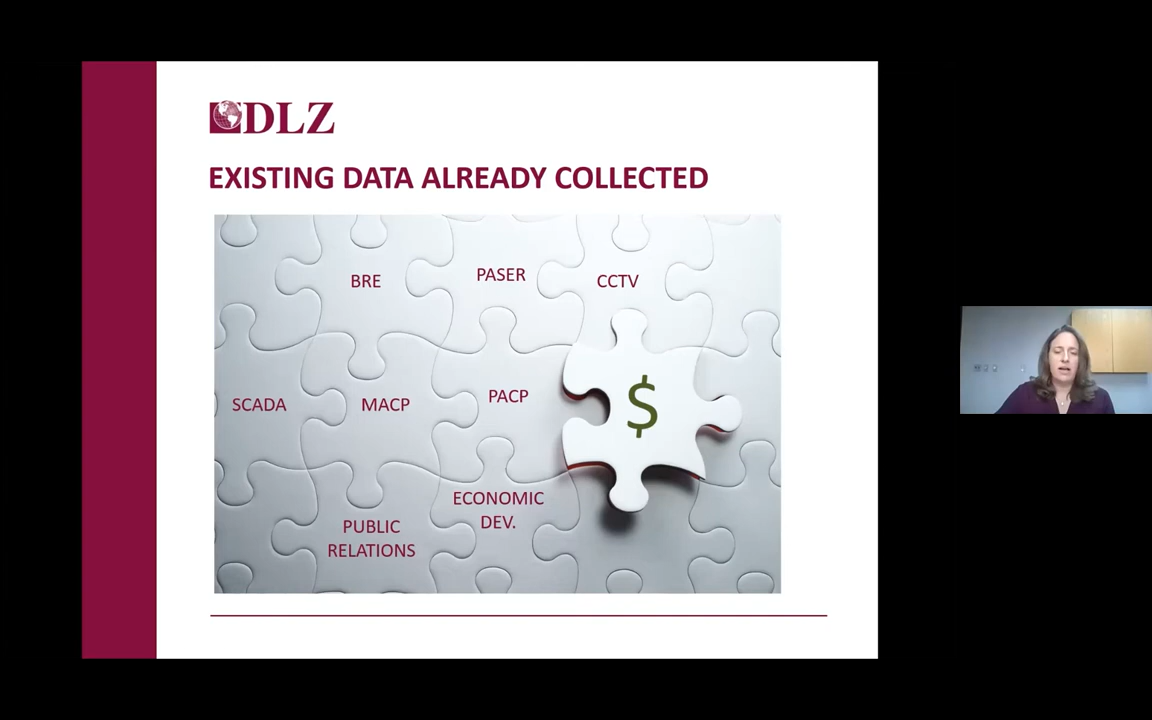 DLZ
EXISTING DATA ALREADY COLLECTED
BRE
PASER
CCTV
SCADA
MACP
PACP
$
ECONOMIC
DEV.
PUBLIC
RELATIONS